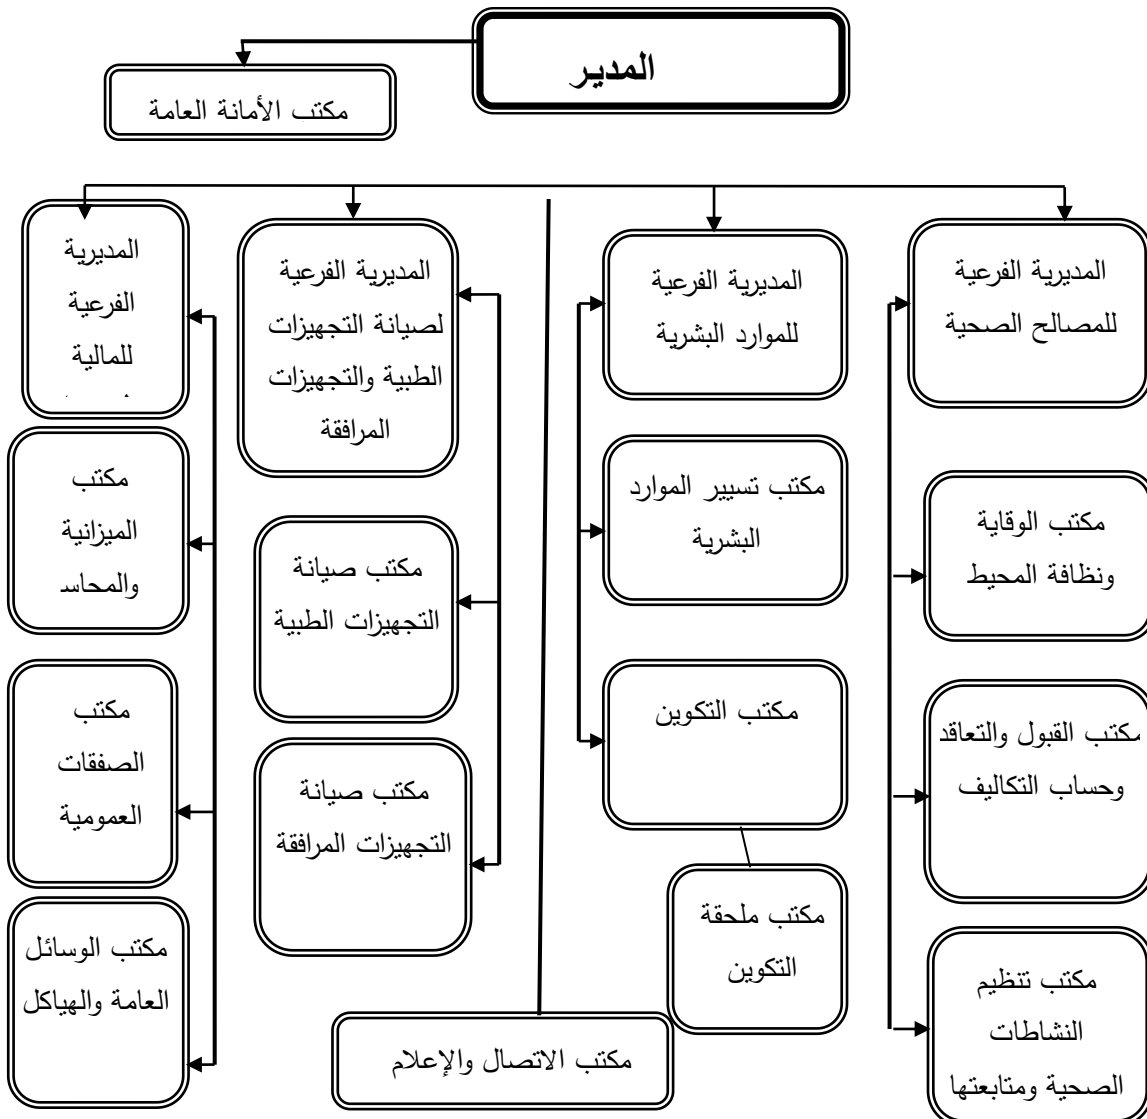 المدير
مكتب الأمانة العامة
المديرية الفرعية
للمصالح الصحية
المديرية الفرعية
للموارد البشرية
المديرية الفرعية
لصيانة التجهيزات
الطبية والتجهيزات
المرافقة
المديرية
الفرعية
للمالية
مكتب الوقاية
ونظافة المحيط
مكتب تسيير الموارد
البشرية
مكتب صيانة
التجهيزات الطبية
مكتب
الميزانية
والمحاس
مكتب القبول والتعاقد
وحساب التكاليف
مكتب التكوين
مكتب صيانة
التجهيزات المرافقة
مكتب
الصفقات
العمومية
مكتب ملحقة
التكوين
مكتب تنظيم
النشاطات
الصحية ومتابعتها
مكتب الوسائل
العامة والهياكل
مكتب الاتصال والإعلام